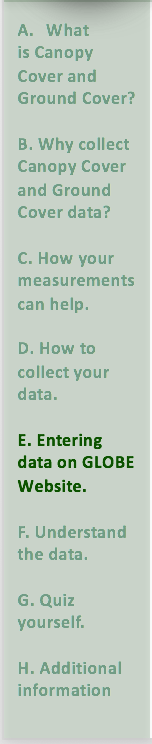 A. What
is Canopy
Cover and
Ground Cover?
B. Why collect
Canopy Cover
and Ground
Cover data?
C. How your
measurements
can help.
D. How to
collect your
data.
E. Entering
data on GLOBE
Website.
F. Understand
the data.
G. Quiz
yourself.
H. Additional
information